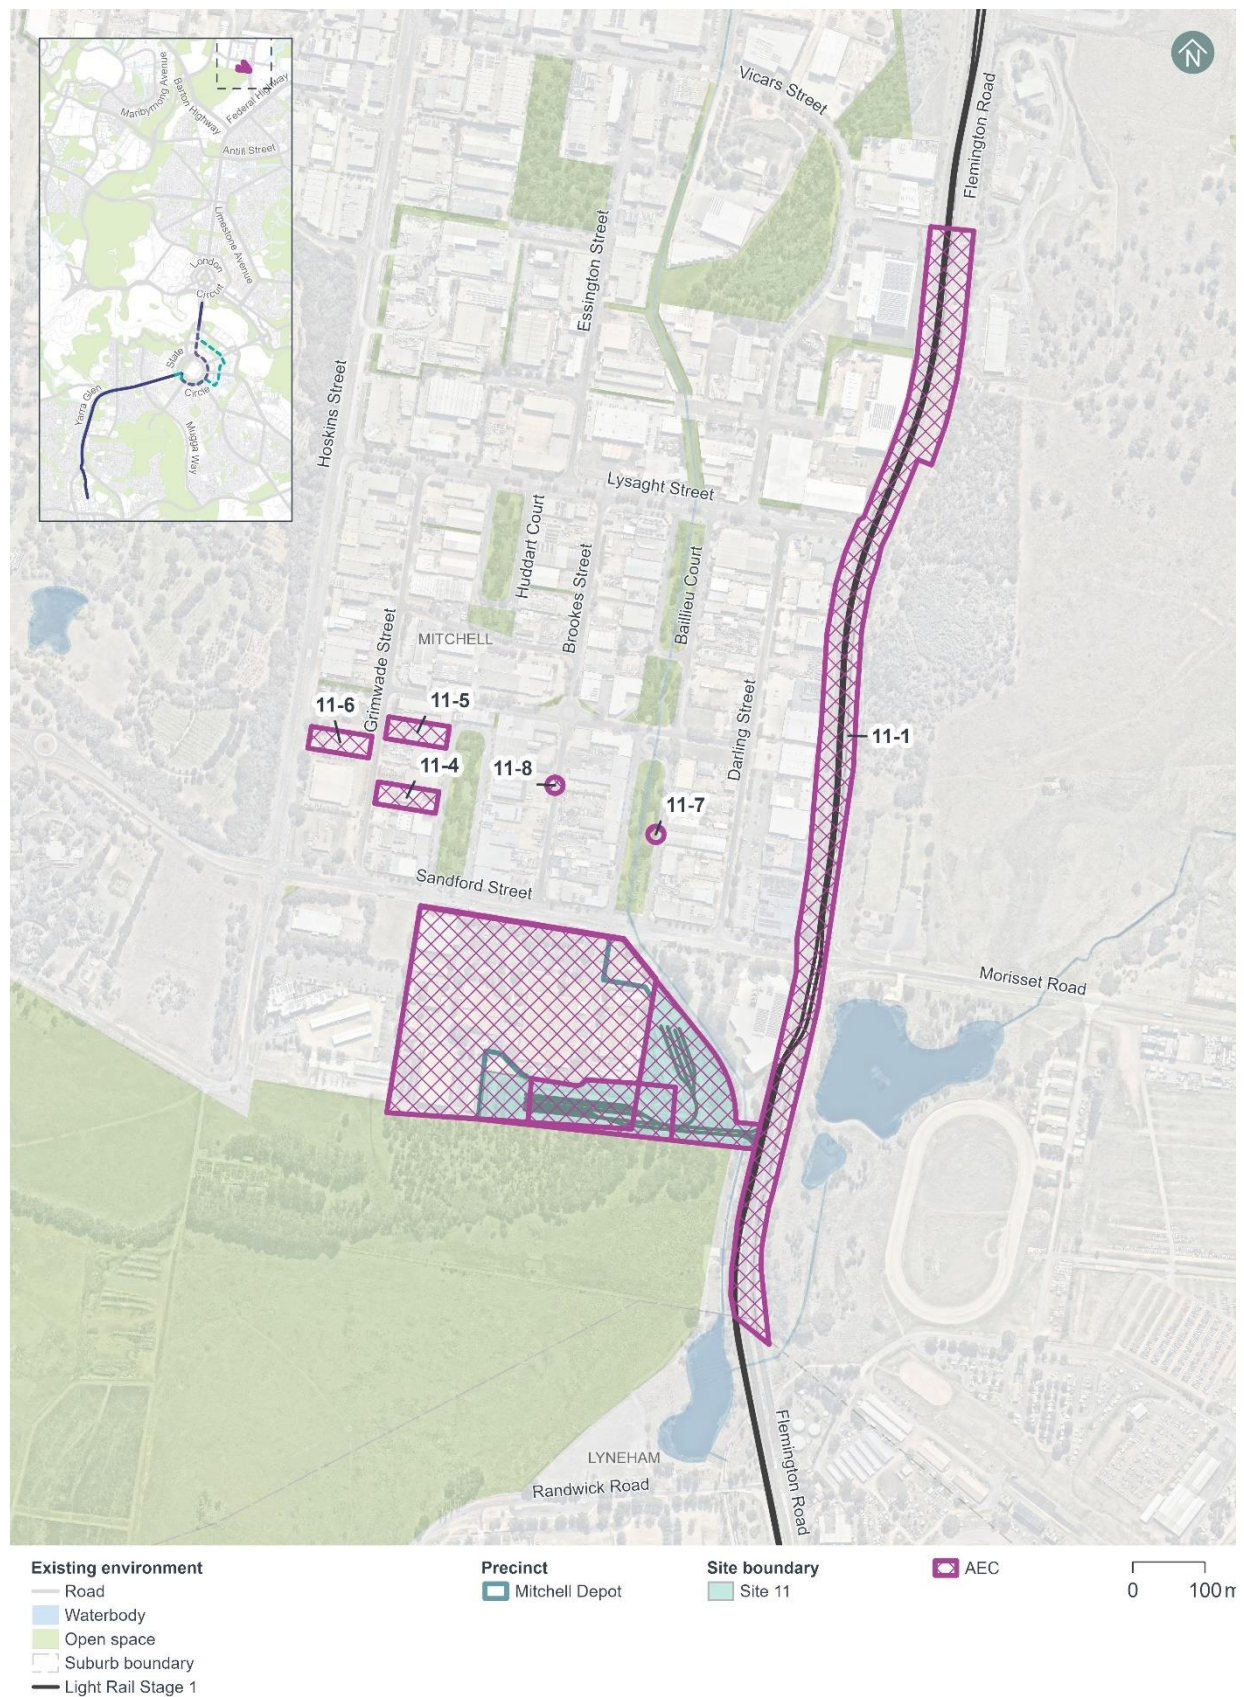 N
Maribyrnong Avenue
Barton Highway
Federal Highway
Antill Street
Limestone Avenue
London
Circuit
State
Circle
Yarra Glen
Mugga Way
Vicars Street
Flemington Road
Essington Street
Hoskins Street
Lysaght Street
Huddart Court
Brookes Street
Baillieu Court
MITCHELL
Grimwade Street
Darling Street
11-6
11-5
11-1
11-4
11-8
11-7
Sandford Street
Morisset Road
LYNEHAM
Randwick Road
Flemington Road
Existing environment
Road
Waterbody
Open space
Suburb boundary
Light Rail Stage 1
Precinct
Mitchell Depot
Site boundary
Site 11
AEC
0 100 m